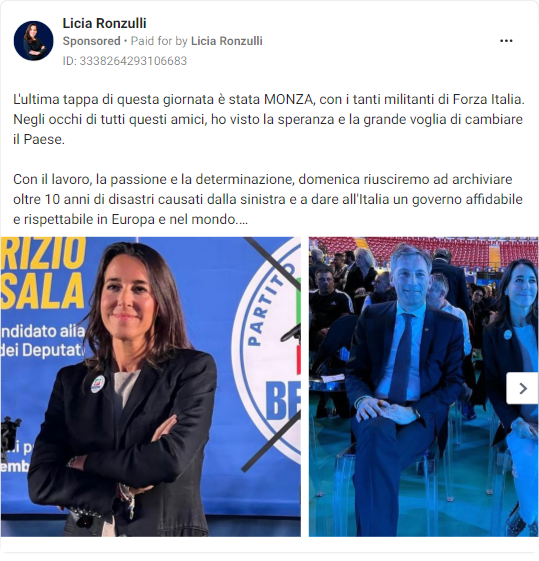 Licia Ronzulli
Sponsored • Paid for by Licia Ronzulli
ID: 3338264293106683
L'ultima tappa di questa giornata è stata MONZA, con i tanti militanti di Forza Italia.
Negli occhi di tutti questi amici, ho visto la speranza e la grande voglia di cambiare
il Paese.
Con il lavoro, la passione e la determinazione, domenica riusciremo ad archiviare
oltre 10 anni di disastri causati dalla sinistra e a dare all'Italia un governo affidabile
e rispettabile in Europa e nel mondo....
RIZIO
SALA
ndidato alla
dei Deputat
PARTITO
BE